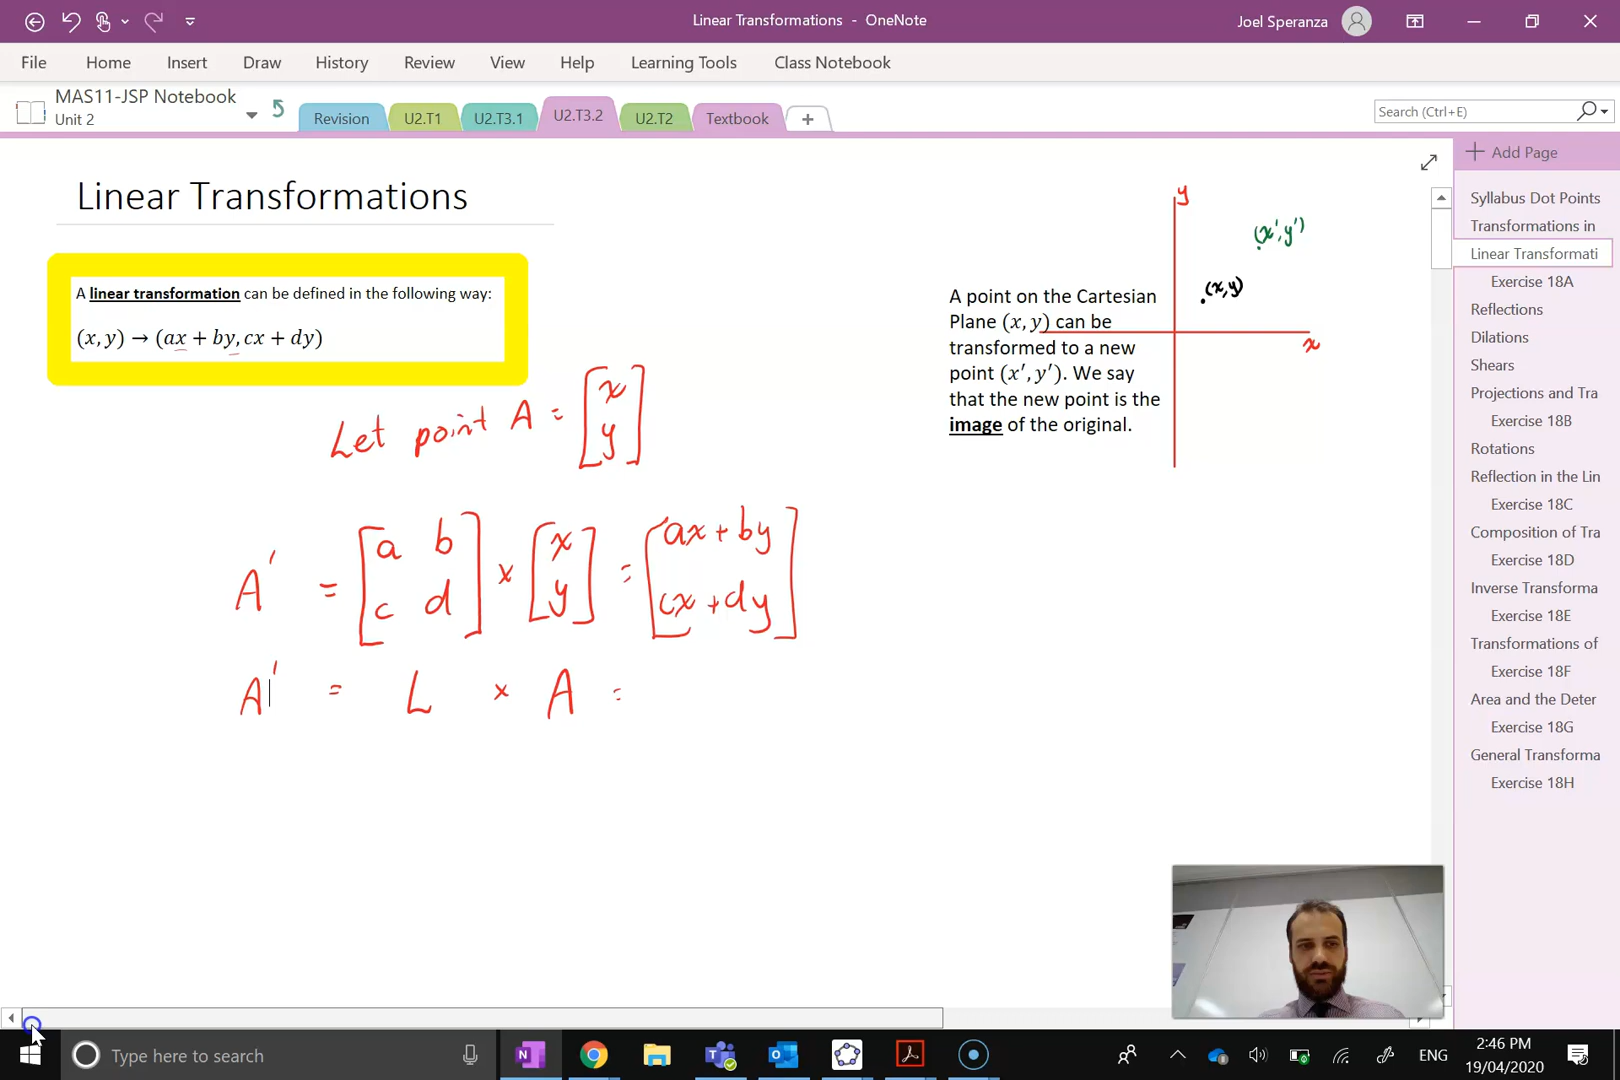 Linear Transformations - OneNote
Joel Speranza
File Home Insert Draw History Review View Help Learning Tools Class Notebook
MAS11-JSP Notebook
Unit 2
Revision U2.T1 U2.T3.1 U2.T3.2 U2.T2 Textbook +
Search (Ctrl+E)
Add Page
Linear Transformations
A linear transformation can be defined in the following way:
(x, y) → (ax + by, cx + dy)
Let point A = [x
y]
A' = [a b
c d] × [x
y] = [ax + by
cx + dy]
A' = L × A =
y
(x', y')
(x, y)
x
A point on the Cartesian
Plane (x, y) can be
transformed to a new
point (x', y'). We say
that the new point is the
image of the original.
Syllabus Dot Points
Transformations in
Linear Transformati
Exercise 18A
Reflections
Dilations
Shears
Projections and Tra
Exercise 18B
Rotations
Reflection in the Lin
Exercise 18C
Composition of Tra
Exercise 18D
Inverse Transforma
Exercise 18E
Transformations of
Exercise 18F
Area and the Deter
Exercise 18G
General Transforma
Exercise 18H
Type here to search
ENG
2:46 PM
19/04/2020